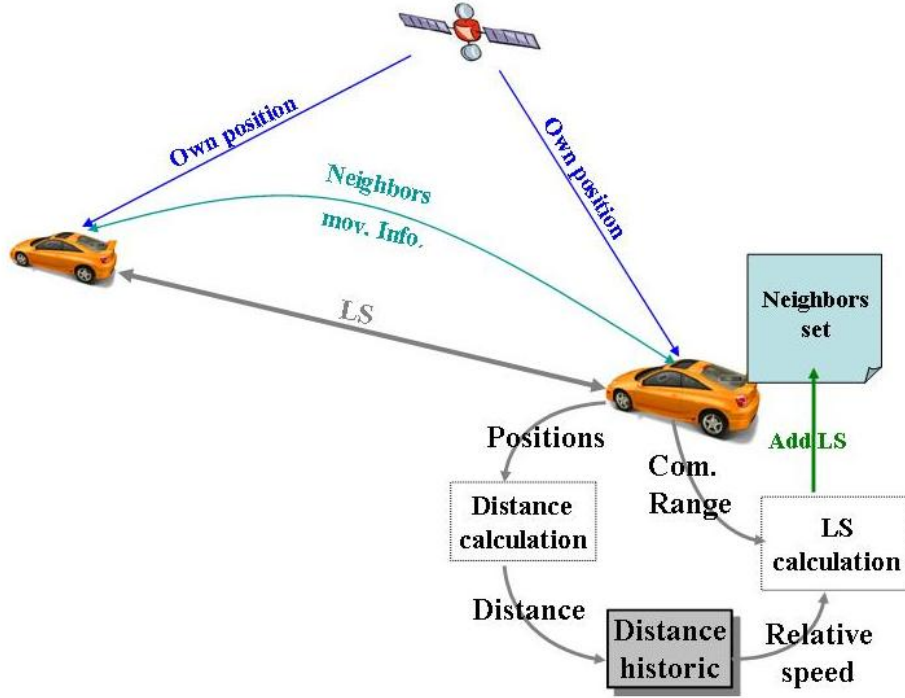 Own position
Own position
Neighbors
mov. Info.
LS
Neighbors
set
Positions
Com.
Range
Add LS
Distance
calculation
LS
calculation
Distance
Distance
historic
Relative
speed